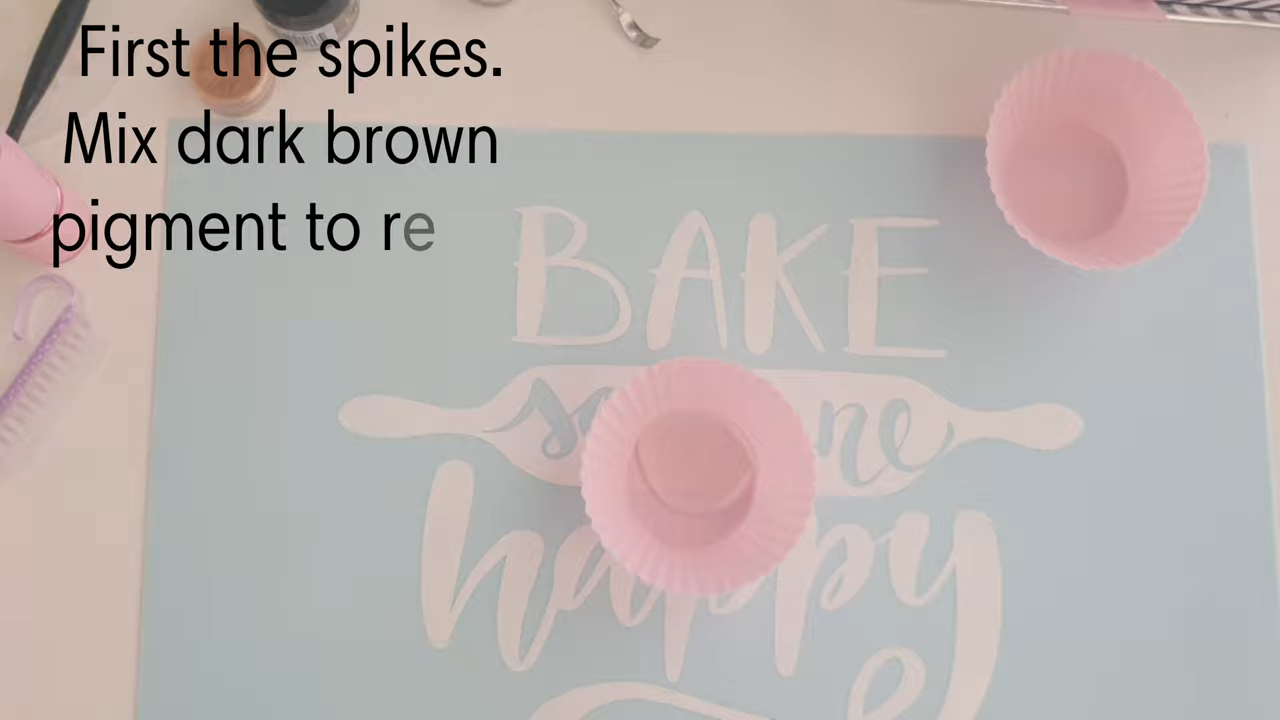 First the spikes.
Mix dark brown
pigment to re
BAKE
happy